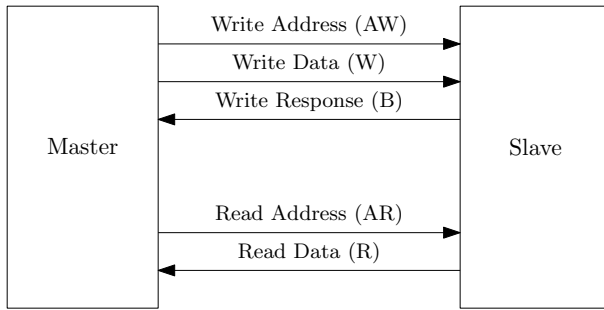 Write Address (AW)
Write Data (W)
Write Response (B)
Master
Slave
Read Address (AR)
Read Data (R)